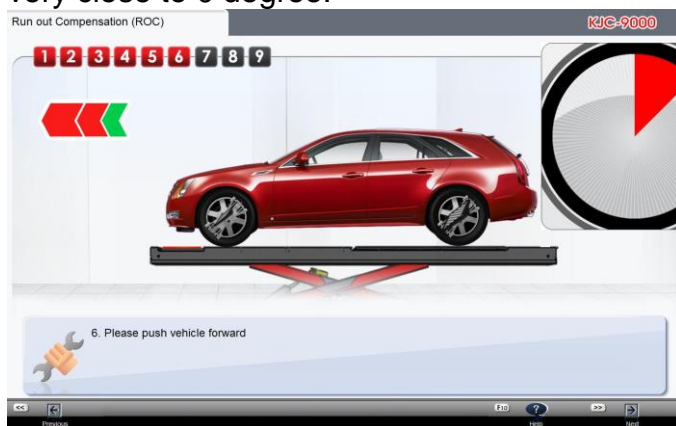 very close to 0 degree.
Run out Compensation (ROC)
KJC-9000
1 2 3 4 5 6 7 8 9
6. Please push vehicle forward
<< Previous
F10
? Help
>> Next